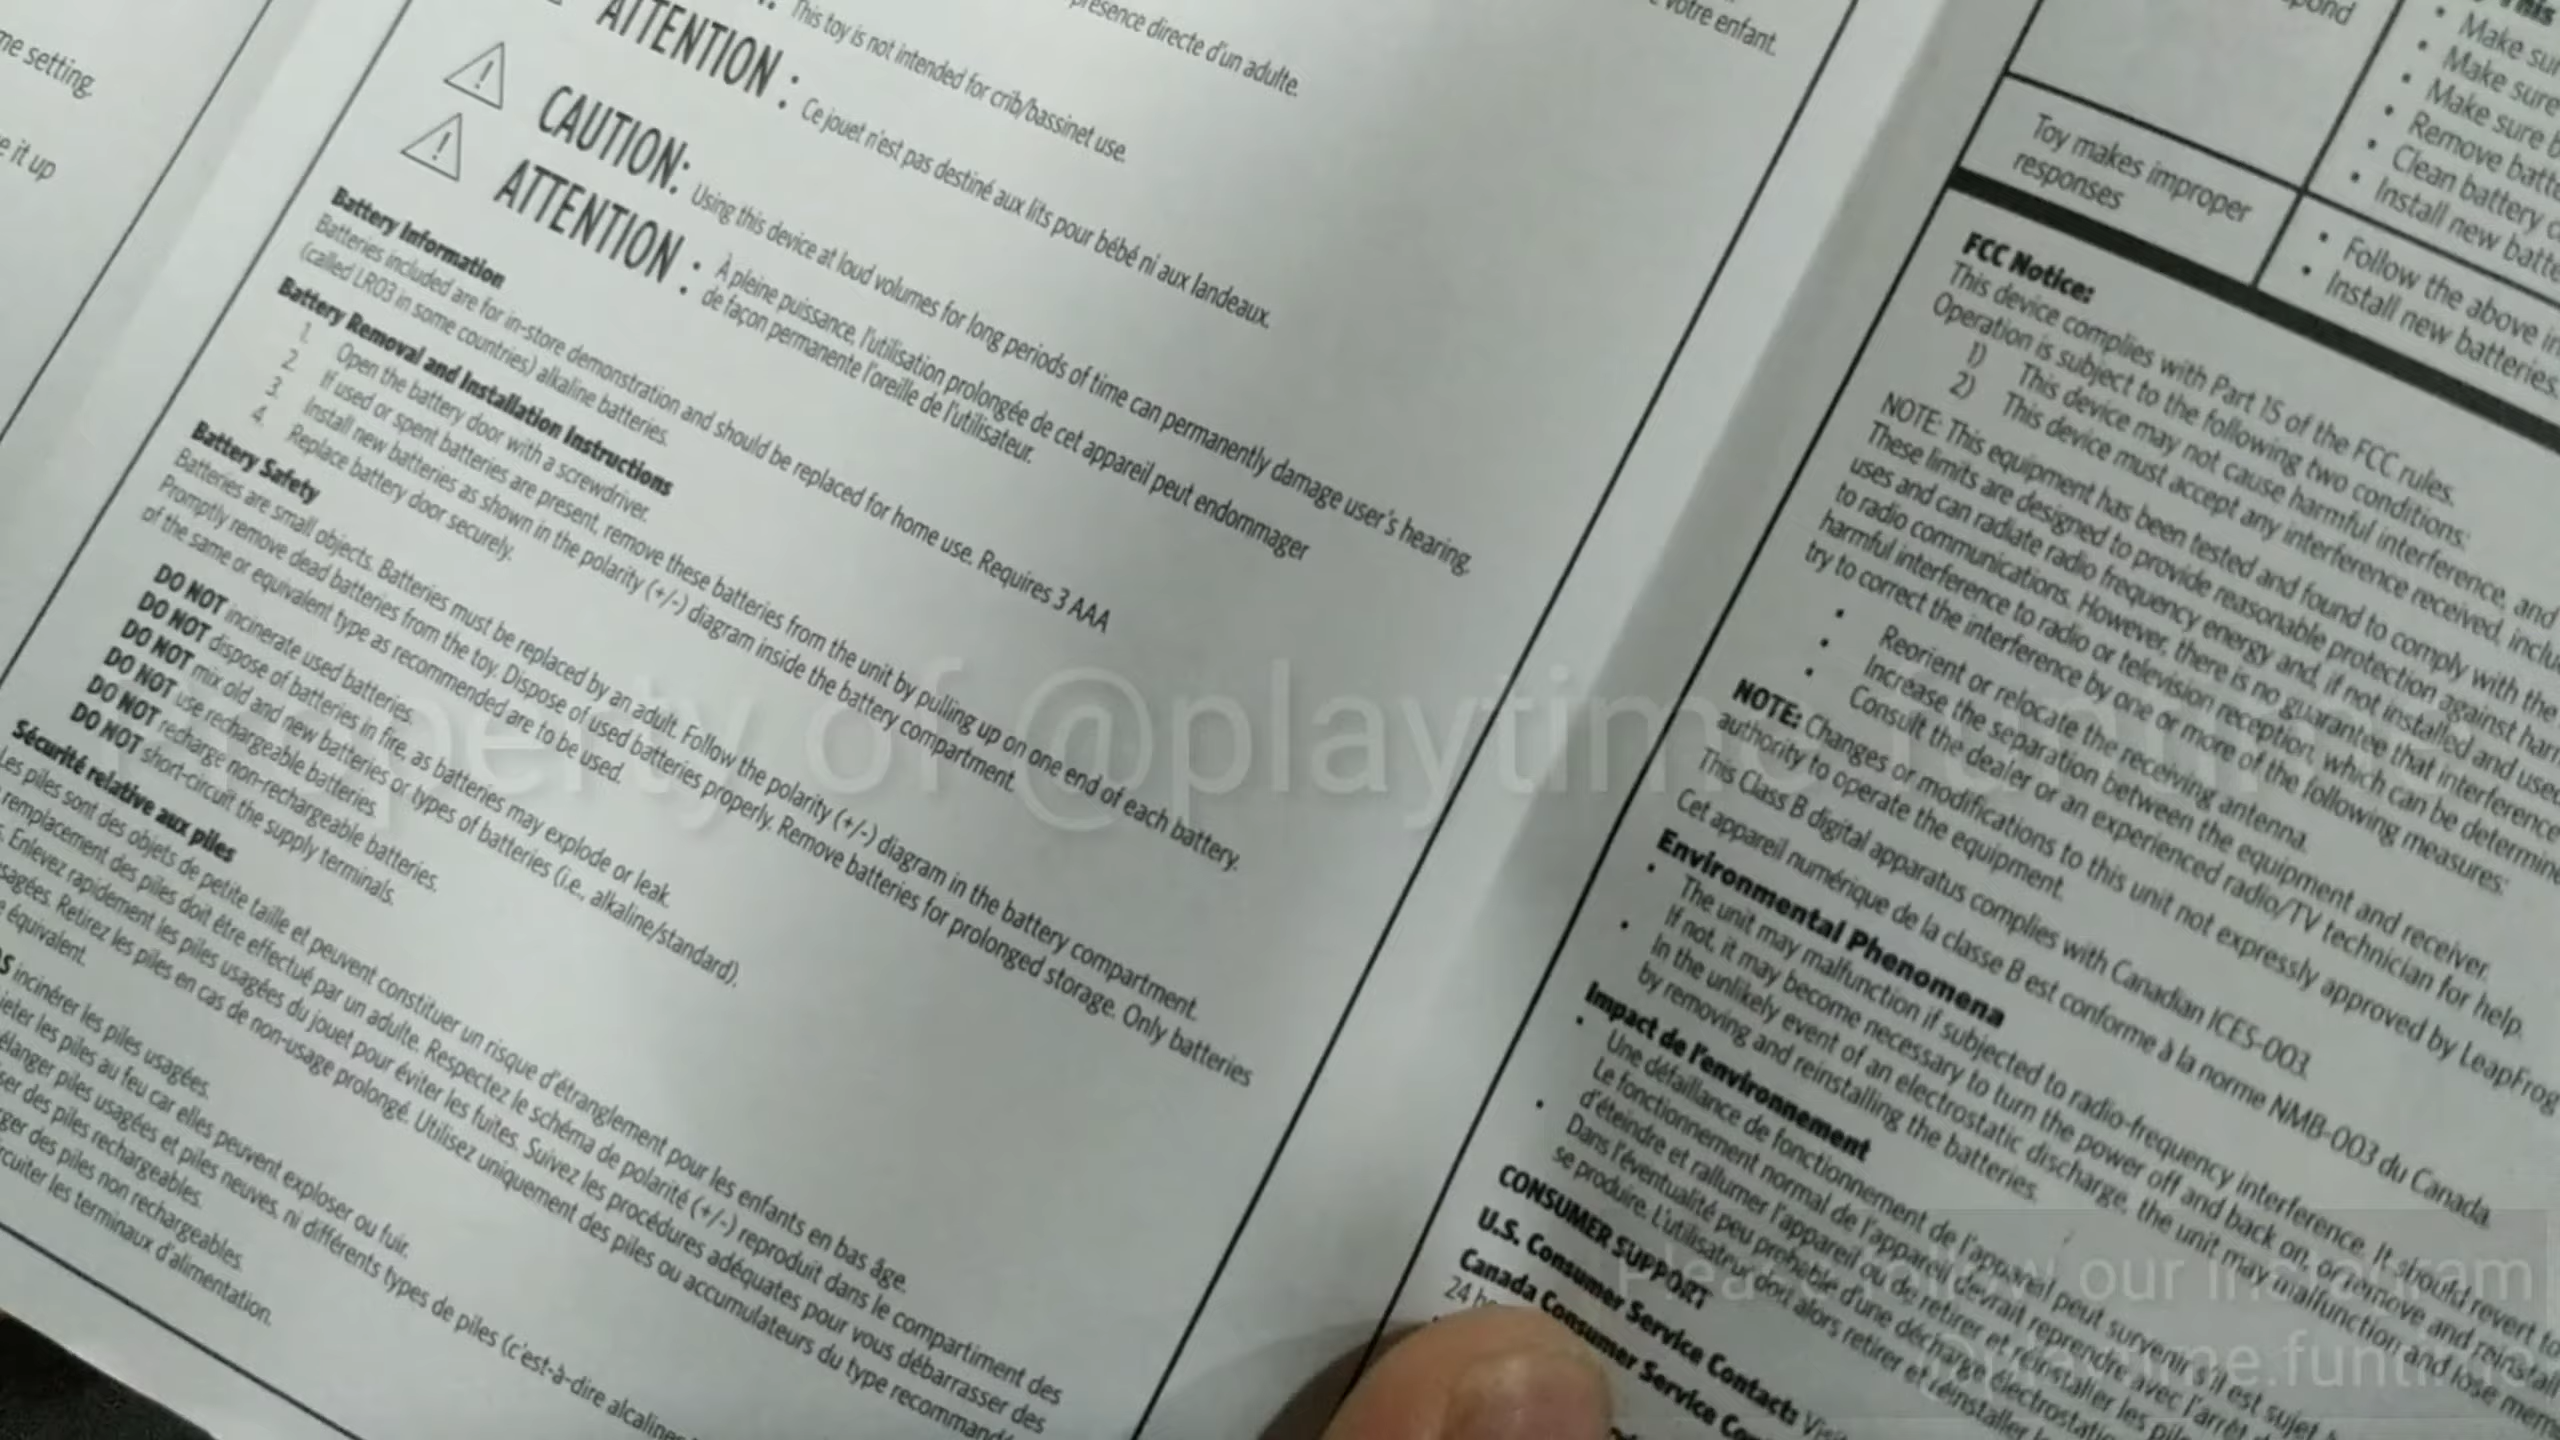 me setting.
e it up
présence directe d'un adulte.
votre enfant.
This toy is not intended for crib/bassinet use.
ATTENTION : Ce jouet n'est pas destiné aux lits pour bébé ni aux landeaux.
CAUTION: Using this device at loud volumes for long periods of time can permanently damage user's hearing.
ATTENTION : À pleine puissance, l'utilisation prolongée de cet appareil peut endommager
de façon permanente l'oreille de l'utilisateur.
Battery Information
Batteries included are for in-store demonstration and should be replaced for home use. Requires 3 AAA
(called LR03 in some countries) alkaline batteries.
Battery Removal and Installation Instructions
1. Open the battery door with a screwdriver.
2. If used or spent batteries are present, remove these batteries from the unit by pulling up on one end of each battery.
3. Install new batteries as shown in the polarity (+/-) diagram inside the battery compartment.
4. Replace battery door securely.
Battery Safety
Batteries are small objects. Batteries must be replaced by an adult. Follow the polarity (+/-) diagram in the battery compartment.
Promptly remove dead batteries from the toy. Dispose of used batteries properly. Remove batteries for prolonged storage. Only batteries
of the same or equivalent type as recommended are to be used.
DO NOT incinerate used batteries.
DO NOT dispose of batteries in fire, as batteries may explode or leak.
DO NOT mix old and new batteries or types of batteries (i.e., alkaline/standard).
DO NOT use rechargeable batteries.
DO NOT recharge non-rechargeable batteries.
DO NOT short-circuit the supply terminals.
Sécurité relative aux piles
Les piles sont des objets de petite taille et peuvent constituer un risque d'étranglement pour les enfants en bas âge.
remplacement des piles doit être effectué par un adulte. Respectez le schéma de polarité (+/-) reproduit dans le compartiment des
Enlevez rapidement les piles usagées du jouet pour éviter les fuites. Suivez les procédures adéquates pour vous débarrasser des
usagées. Retirez les piles en cas de non-usage prolongé. Utilisez uniquement des piles ou accumulateurs du type recommandé
équivalent.
incinérer les piles usagées.
jeter les piles au feu car elles peuvent exploser ou fuir.
élanger piles usagées et piles neuves, ni différents types de piles (c'est-à-dire alcalines
ser des piles rechargeables.
rger des piles non rechargeables.
rcuiter les terminaux d'alimentation.
pond
This
• Make sur
• Make sure
• Make sure b
• Remove batte
• Clean battery c
• Install new batte
Toy makes improper
responses
• Follow the above in
• Install new batteries.
FCC Notice:
This device complies with Part 15 of the FCC rules.
Operation is subject to the following two conditions:
1) This device may not cause harmful interference, and
2) This device must accept any interference received, inclu
NOTE: This equipment has been tested and found to comply with the
These limits are designed to provide reasonable protection against harm
uses and can radiate radio frequency energy and, if not installed and used
to radio communications. However, there is no guarantee that interference
harmful interference to radio or television reception, which can be determine
try to correct the interference by one or more of the following measures:
• Reorient or relocate the receiving antenna.
• Increase the separation between the equipment and receiver.
• Consult the dealer or an experienced radio/TV technician for help.
NOTE: Changes or modifications to this unit not expressly approved by LeapFrog
authority to operate the equipment.
This Class B digital apparatus complies with Canadian ICES-003.
Cet appareil numérique de la classe B est conforme à la norme NMB-003 du Canada.
Environmental Phenomena
• The unit may malfunction if subjected to radio-frequency interference. It should revert to
If not, it may become necessary to turn the power off and back on, or remove and reinstall
• In the unlikely event of an electrostatic discharge, the unit may malfunction and lose mem
by removing and reinstalling the batteries.
Impact de l'environnement
• Une défaillance de fonctionnement de l'appareil peut survenir s'il est sujet
Le fonctionnement normal de l'appareil devrait reprendre avec l'arrêt
d'éteindre et rallumer l'appareil ou de retirer et réinstaller les pil
• Dans l'éventualité peu probable d'une décharge électrostati
se produire. L'utilisateur doit alors retirer et réinstaller
CONSUMER SUPPORT
U.S. Consumer Service Contact: Visi
Canada Consumer Service Con
24 ho
property of @playtime funtime
Please follow our instagram
@playtime.funtime